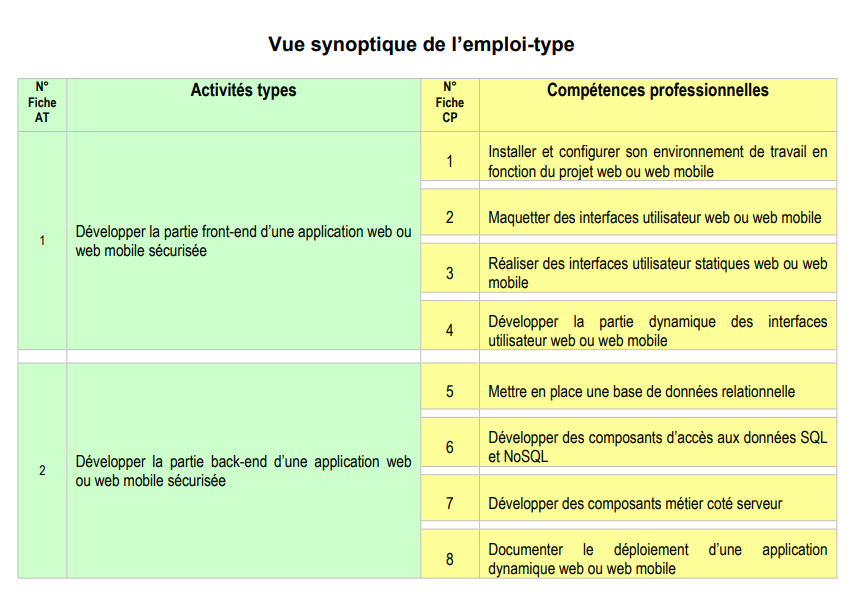 Vue synoptique de l’emploi-type
N°
Fiche
AT
Activités types
N°
Fiche
CP
Compétences professionnelles
1
Développer la partie front-end d’une application web ou
web mobile sécurisée
1
Installer et configurer son environnement de travail en
fonction du projet web ou web mobile
2
Maquetter des interfaces utilisateur web ou web mobile
3
Réaliser des interfaces utilisateur statiques web ou web
mobile
4
Développer la partie dynamique des interfaces
utilisateur web ou web mobile
2
Développer la partie back-end d’une application web
ou web mobile sécurisée
5
Mettre en place une base de données relationnelle
6
Développer des composants d’accès aux données SQL
et NoSQL
7
Développer des composants métier coté serveur
8
Documenter le déploiement d’une application
dynamique web ou web mobile